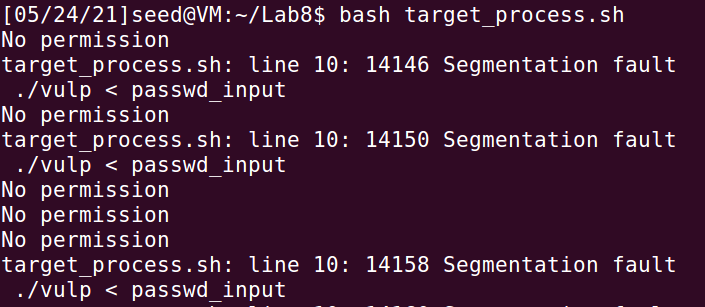 [05/24/21]seed@VM:~/Lab8$ bash target_process.sh
No permission
target_process.sh: line 10: 14146 Segmentation fault
 ./vulp < passwd_input
No permission
target_process.sh: line 10: 14150 Segmentation fault
 ./vulp < passwd_input
No permission
No permission
No permission
target_process.sh: line 10: 14158 Segmentation fault
 ./vulp < passwd_input